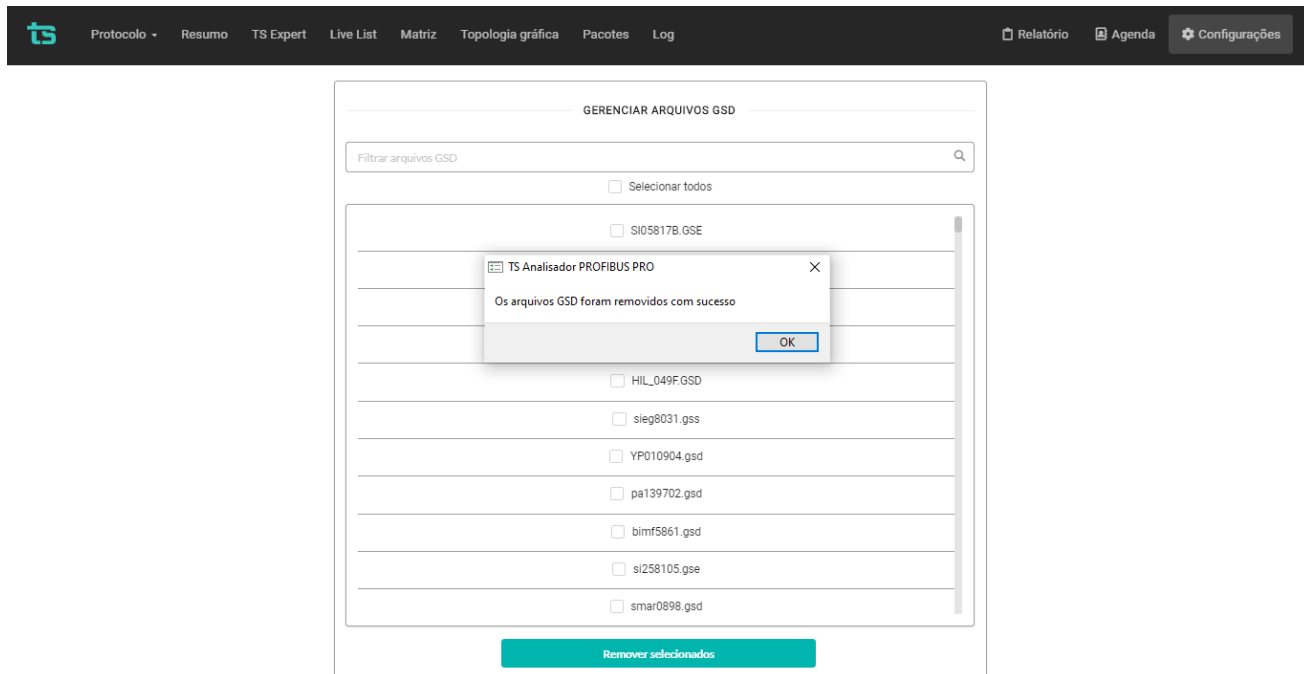 ts Protocolo Resumo TS Expert Live List Matriz Topologia gráfica Pacotes Log Relatório Agenda Configurações
GERENCIAR ARQUIVOS GSD
Filtrar arquivos GSD
Selecionar todos
SI05817B.GSE
TS Analisador PROFIBUS PRO
Os arquivos GSD foram removidos com sucesso
OK
HIL_049F.GSD
sieg8031.gss
YP010904.gsd
pa139702.gsd
bimf5861.gsd
si258105.gse
smar0898.gsd
Remover selecionados